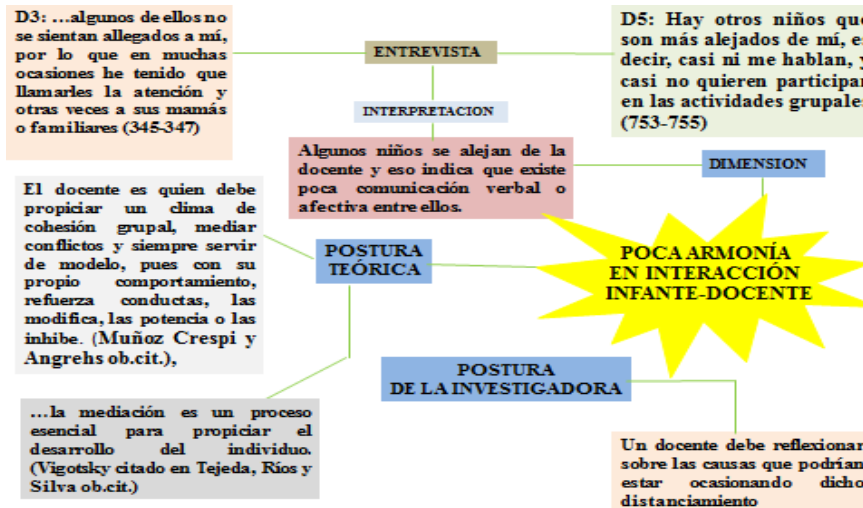 D3: …algunos de ellos no
se sientan allegados a mí,
por lo que en muchas
ocasiones he tenido que
llamarles la atención y
otras veces a sus mamás
o familiares (345-347)
ENTREVISTA
D5: Hay otros niños que
son más alejados de mí, es
decir, casi ni me hablan, y
casi no quieren participar
en las actividades grupales
(753-755)
INTERPRETACION
Algunos niños se alejan de la
docente y eso indica que existe
poca comunicación verbal o
afectiva entre ellos.
DIMENSION
El docente es quien debe
propiciar un clima de
cohesión grupal, mediar
conflictos y siempre servir
de modelo, pues con su
propio comportamiento,
refuerza conductas, las
modifica, las potencia o las
inhibe. (Muñoz Crespi y
Angrehs ob.cit.),
POSTURA
TEÓRICA
POCA ARMONÍA
EN INTERACCIÓN
INFANTE-DOCENTE
POSTURA
DE LA INVESTIGADORA
…la mediación es un proceso
esencial para propiciar el
desarrollo del individuo.
(Vigotsky citado en Tejeda, Ríos y
Silva ob.cit.)
Un docente debe reflexionar
sobre las causas que podrían
estar ocasionando dicho
distanciamiento